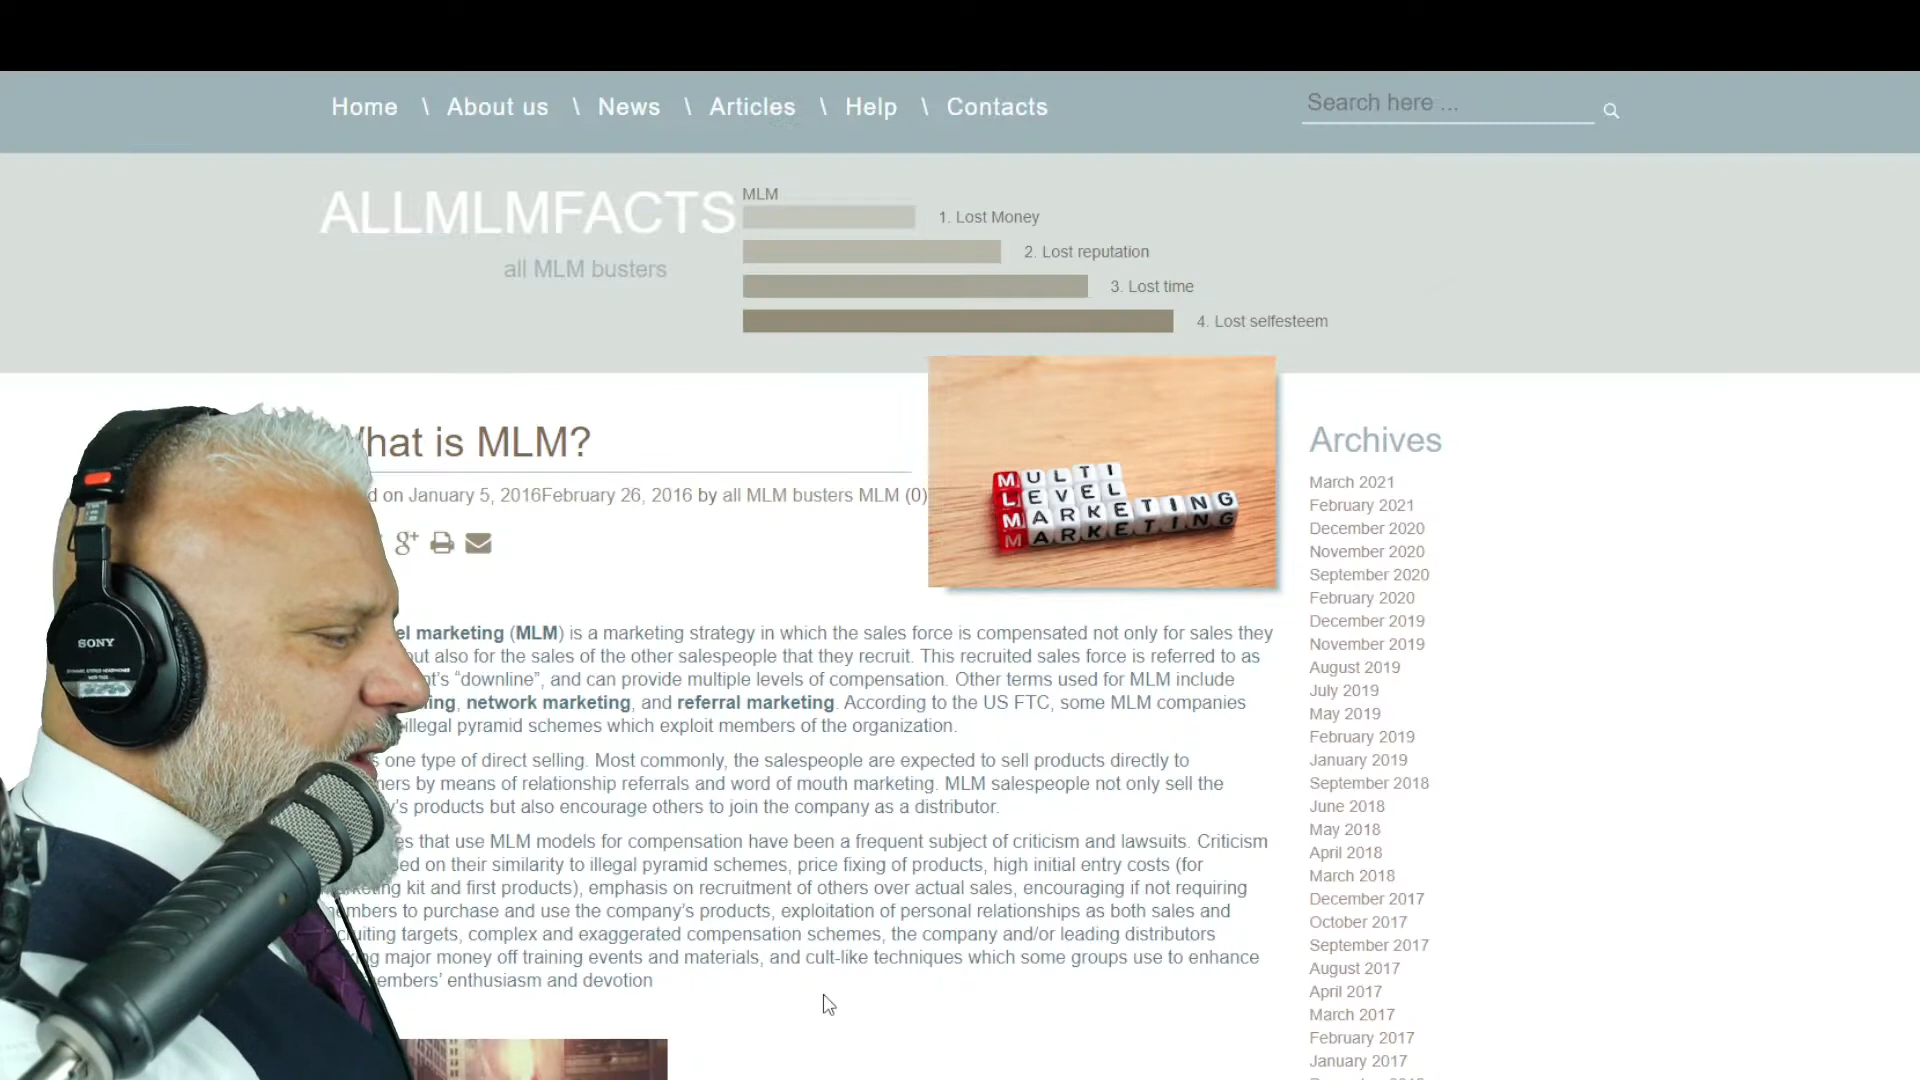 Home \ About us \ News \ Articles \ Help \ Contacts
Search here ...
ALLMLMFACTS
all MLM busters
MLM
1. Lost Money
2. Lost reputation
3. Lost time
4. Lost selfesteem
hat is MLM?
d on January 5, 2016February 26, 2016 by all MLM busters MLM (0)
g+
MULTI
LEVEL
MARKETING
MARKETING
el marketing (MLM) is a marketing strategy in which the sales force is compensated not only for sales they
but also for the sales of the other salespeople that they recruit. This recruited sales force is referred to as
nt's “downline”, and can provide multiple levels of compensation. Other terms used for MLM include
ling, network marketing, and referral marketing. According to the US FTC, some MLM companies
illegal pyramid schemes which exploit members of the organization.
s one type of direct selling. Most commonly, the salespeople are expected to sell products directly to
mers by means of relationship referrals and word of mouth marketing. MLM salespeople not only sell the
y's products but also encourage others to join the company as a distributor.
es that use MLM models for compensation have been a frequent subject of criticism and lawsuits. Criticism
sed on their similarity to illegal pyramid schemes, price fixing of products, high initial entry costs (for
marketing kit and first products), emphasis on recruitment of others over actual sales, encouraging if not requiring
members to purchase and use the company's products, exploitation of personal relationships as both sales and
recruiting targets, complex and exaggerated compensation schemes, the company and/or leading distributors
king major money off training events and materials, and cult-like techniques which some groups use to enhance
members' enthusiasm and devotion
Archives
March 2021
February 2021
December 2020
November 2020
September 2020
February 2020
December 2019
November 2019
August 2019
July 2019
May 2019
February 2019
January 2019
September 2018
June 2018
May 2018
April 2018
March 2018
December 2017
October 2017
September 2017
August 2017
April 2017
March 2017
February 2017
January 2017
SONY